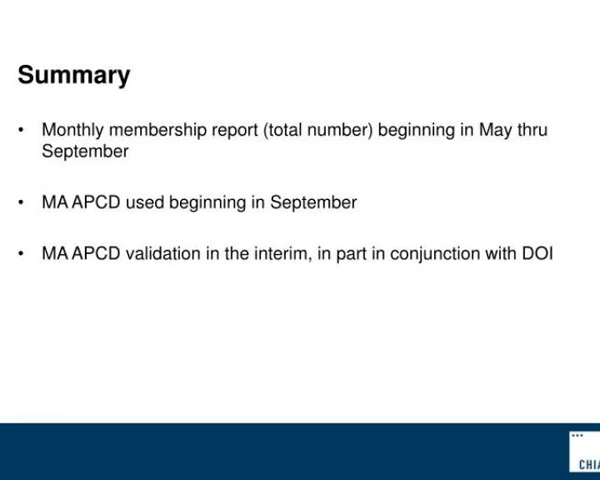 Summary
• Monthly membership report (total number) beginning in May thru
September
• MA APCD used beginning in September
• MA APCD validation in the interim, in part in conjunction with DOI
CHIA